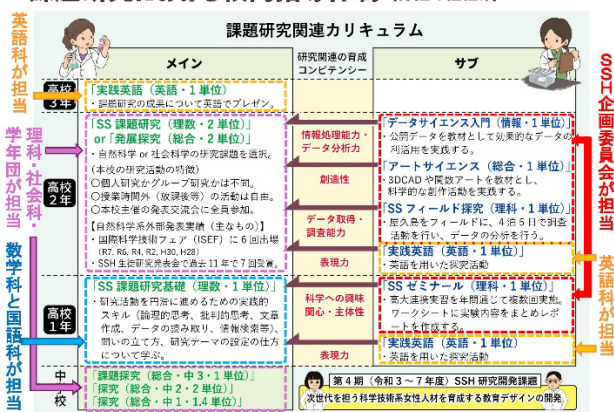 課題研究関連カリキュラム
メイン
研究関連の育成
コンピテンシー
サブ
英語科が担当
高校
3年
「実践英語（英語・1単位）」
・課題研究の成果について英語でプレゼン。
理科・社会科・
学年団が担当
高校
2年
「SS 課題研究（理数・2単位）」
or「発展探究（総合・2単位）」
・自然科学 or 社会科学の研究課題を選択。
（本校の研究活動の特徴）
〇個人研究かグループ研究かは不問。
〇授業時間外（放課後等）の活動は自由。
〇本校主催の発表交流会に全員参加。
【自然科学系外部発表実績（主なもの）】
・国際科学技術フェア（ISEF）に6回出場
（R7, R6, R4, R2, H30, H28）
・SSH 生徒研究発表会で過去11年で7回受賞。
情報処理能力・
データ分析力
創造性
データ取得・
調査能力
表現力
「データサイエンス入門（情報・1単位）」
・公開データを教材として効果的なデータの
利活用を実践する。
「アートサイエンス（総合・1単位）」
・3DCAD や関数アートを教材とし、
科学的な創作活動を実践する。
「SS フィールド探究（理科・1単位）」
・屋久島をフィールドに、4泊5日で調査
活動を行い、データの分析を行う。
「実践英語（英語・1単位）」
・英語を用いた探究活動
SSH企画委員会が担当
数学科と国語科が担当
高校
1年
「SS 課題研究基礎（理数・1単位）」
・研究活動を円滑に進めるための実践的
スキル（論理的思考、批判的思考、文章
作成、データの読み取り、情報検索等）、
問いの立て方、研究テーマの設定の仕方
について学ぶ。
科学への興味
関心・主体性
表現力
「SS ゼミナール（理科・1単位）」
・高大連携実習を年間通じて複数回実施。
ワークシートに実験内容をまとめレポ
ートを作成する。
「実践英語（英語・1単位）」
・英語を用いた探究活動
英語科が担当
「課題探究（総合・中3・1単位）」
「探究（総合・中2・2単位）」
「探究（総合・中1・1.4単位）」
第4期（令和3～7年度）SSH 研究開発課題
次世代を担う科学技術系女性人材を育成する教育デザインの開発